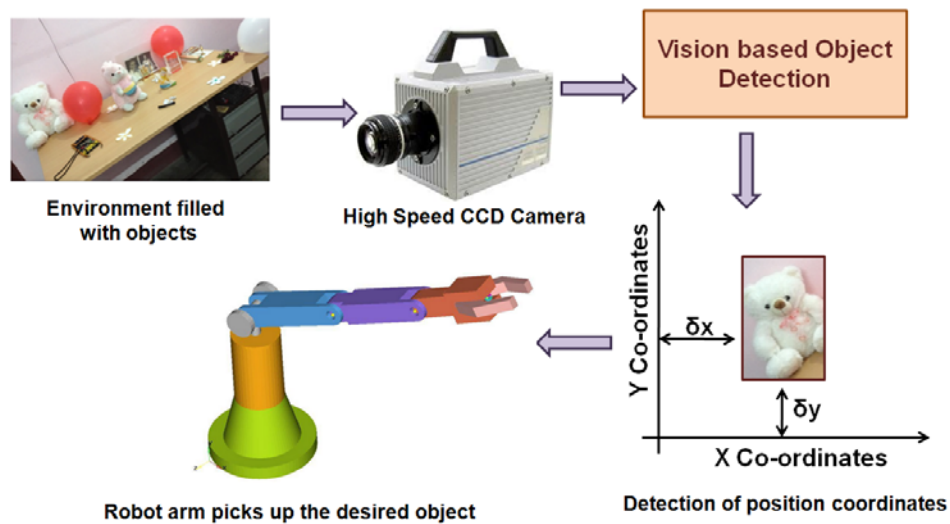 Vision based Object
Detection
Environment filled
with objects
High Speed CCD Camera
Y Co-ordinates
δx
δy
X Co-ordinates
Robot arm picks up the desired object
Detection of position coordinates